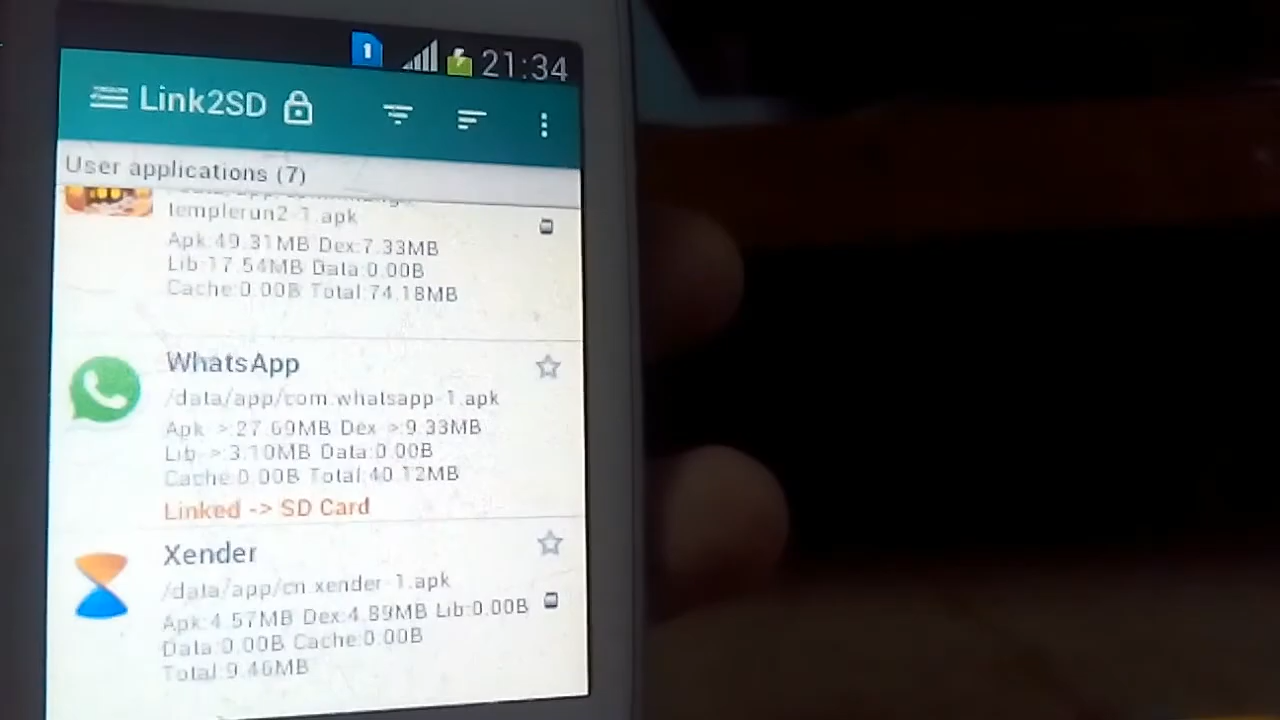 1 21:34
Link2SD
User applications (7)
templerun2-1.apk
Apk:49.31MB Dex:7.33MB
Lib:17.54MB Data:0.00B
Cache:0.00B Total:74.18MB
WhatsApp
/data/app/com.whatsapp-1.apk
Apk ->27.69MB Dex ->9.33MB
Lib ->3.10MB Data:0.00B
Cache:0.00B Total:40.12MB
Linked -> SD Card
Xender
/data/app/cn.xender-1.apk
Apk:4.57MB Dex:4.89MB Lib:0.00B
Data:0.00B Cache:0.00B
Total:9.46MB